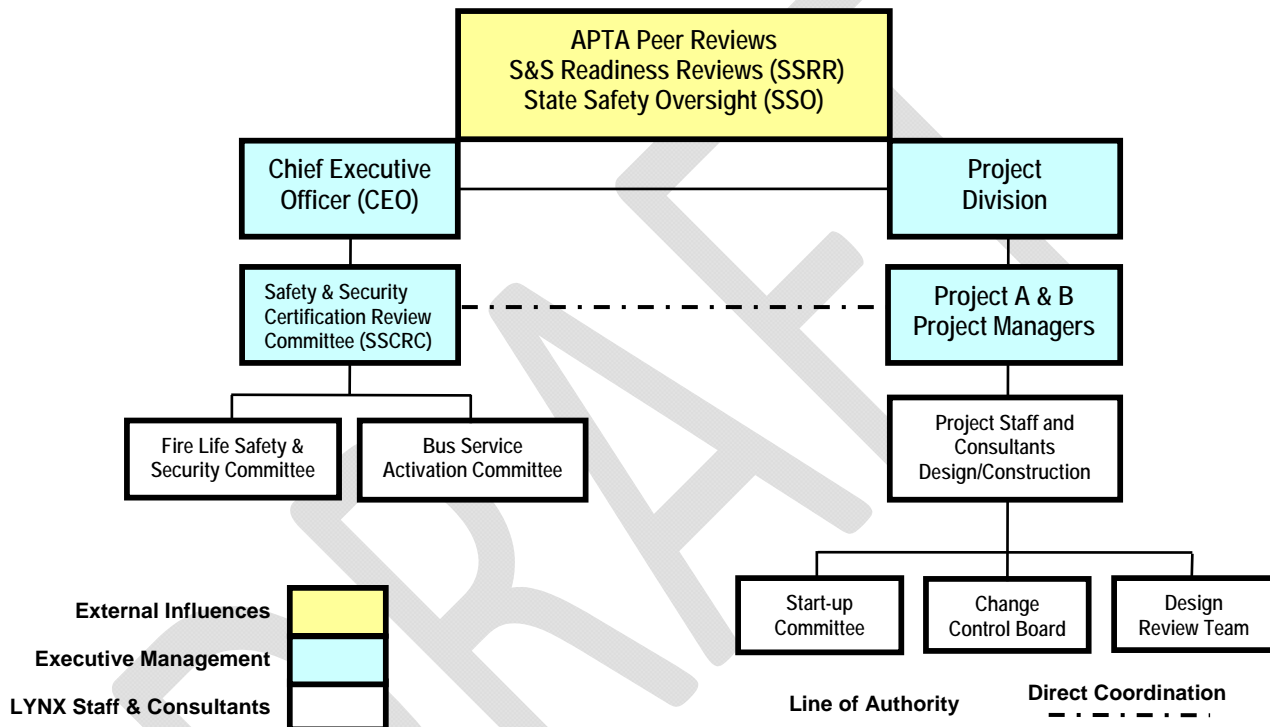 APTA Peer Reviews
S&S Readiness Reviews (SSRR)
State Safety Oversight (SSO)
Chief Executive
Officer (CEO)
Project
Division
Safety & Security
Certification Review
Committee (SSCRC)
Project A & B
Project Managers
Fire Life Safety &
Security Committee
Bus Service
Activation Committee
Project Staff and
Consultants
Design/Construction
Start-up
Committee
Change
Control Board
Design
Review Team
External Influences
Executive Management
LYNX Staff & Consultants
Line of Authority
Direct Coordination
DRAFT